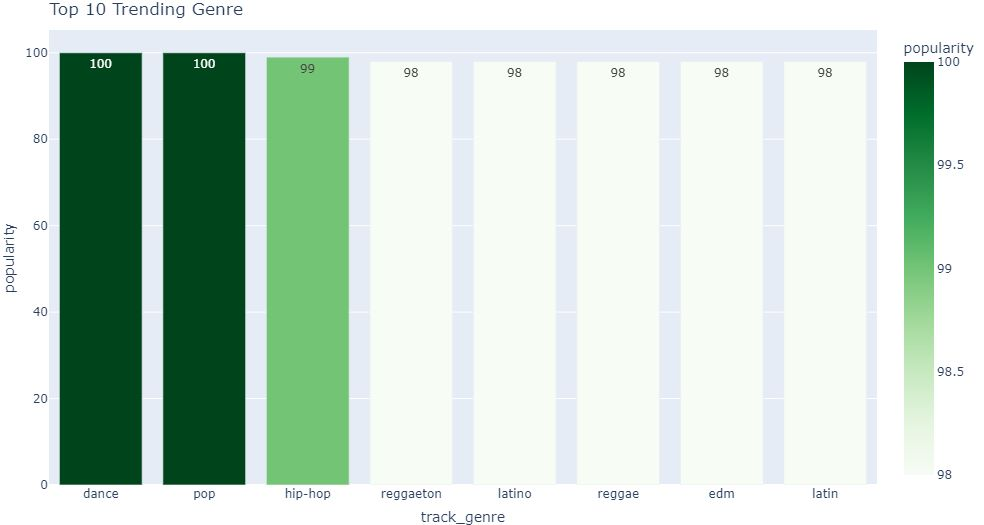 Top 10 Trending Genre
popularity
100
80
60
40
20
0
100
100
99
98
98
98
98
98
dance
pop
hip-hop
reggaeton
latino
reggae
edm
latin
track_genre
popularity
100
99.5
99
98.5
98